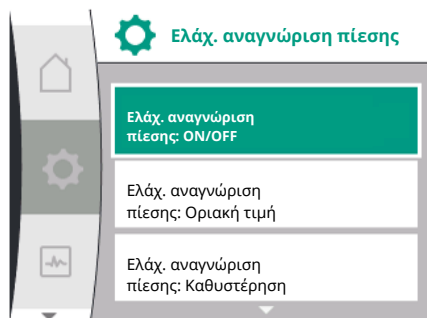 Ελάχ. αναγνώριση πίεσης
Ελάχ. αναγνώριση
πίεσης: ON/OFF
Ελάχ. αναγνώριση
πίεσης: Οριακή τιμή
Ελάχ. αναγνώριση
πίεσης: Καθυστέρηση